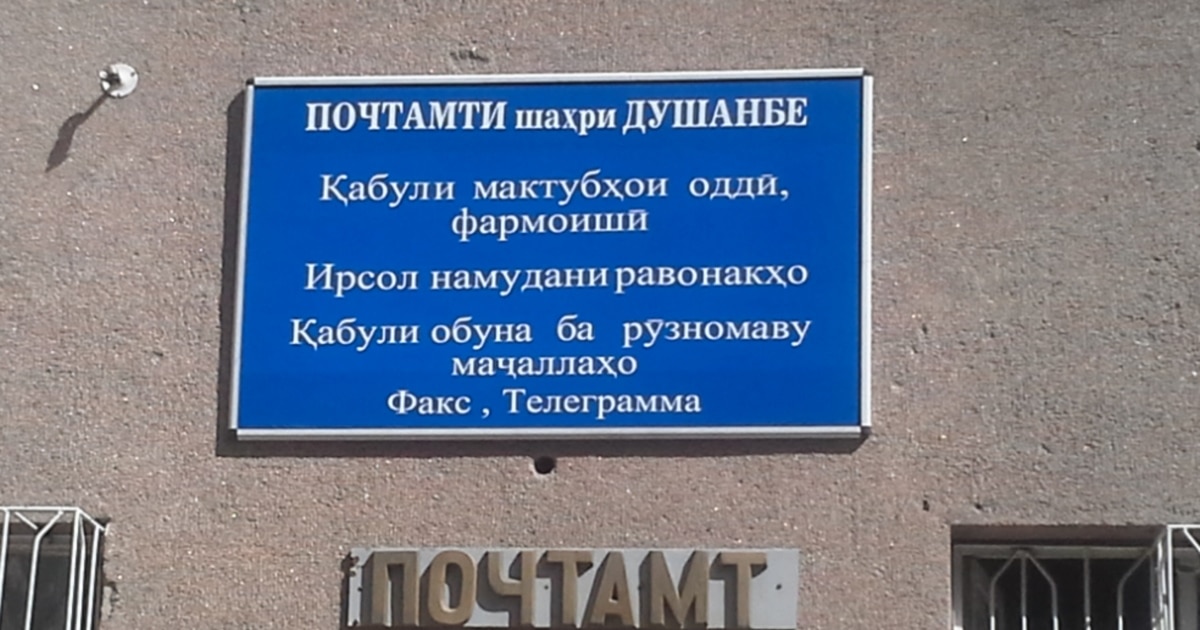 ПОЧТАМТИ шаҳри ДУШАНБЕ
Қабули мактубҳои оддӣ,
фармоишӣ
Ирсол намудани равонакҳо
Қабули обуна ба рӯзномаву
маҷаллаҳо
Факс , Телеграмма
ПОЧТАМТ